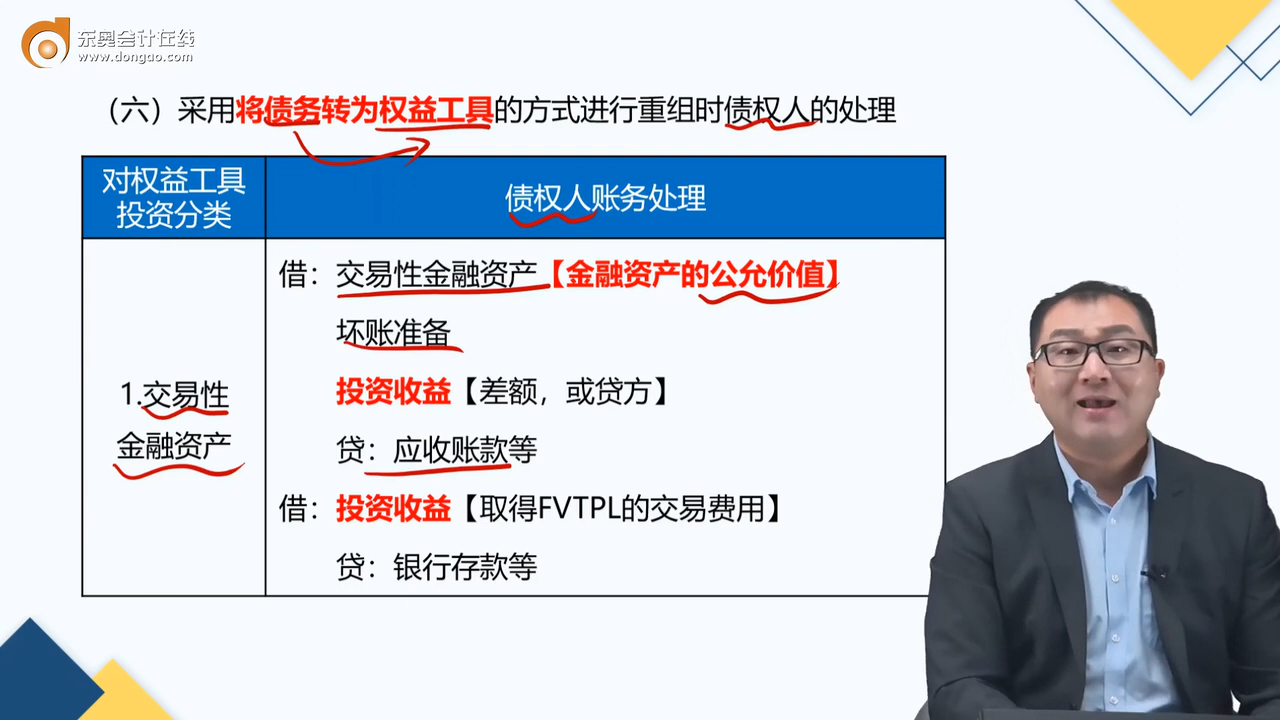 东奥会计在线
www.dongao.com
（六）采用将债务转为权益工具的方式进行重组时债权人的处理
对权益工具
投资分类
债权人账务处理
1.交易性
金融资产
借：交易性金融资产【金融资产的公允价值】
坏账准备
投资收益【差额，或贷方】
贷：应收账款等
借：投资收益【取得FVTPL的交易费用】
贷：银行存款等